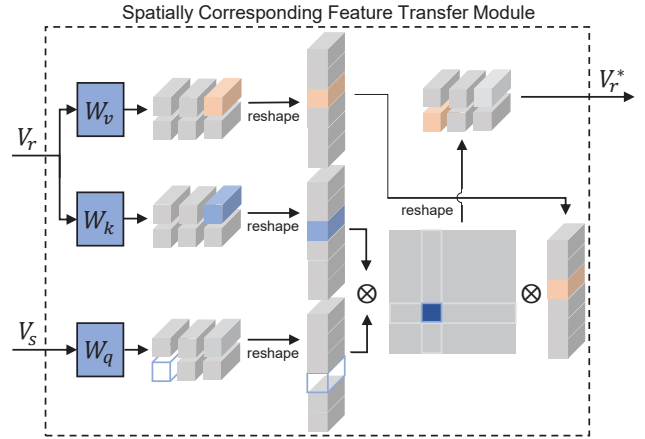 Spatially Corresponding Feature Transfer Module
V_r^*
W_v
reshape
V_r
reshape
W_k
reshape
⊗
⊗
V_s
W_q
reshape